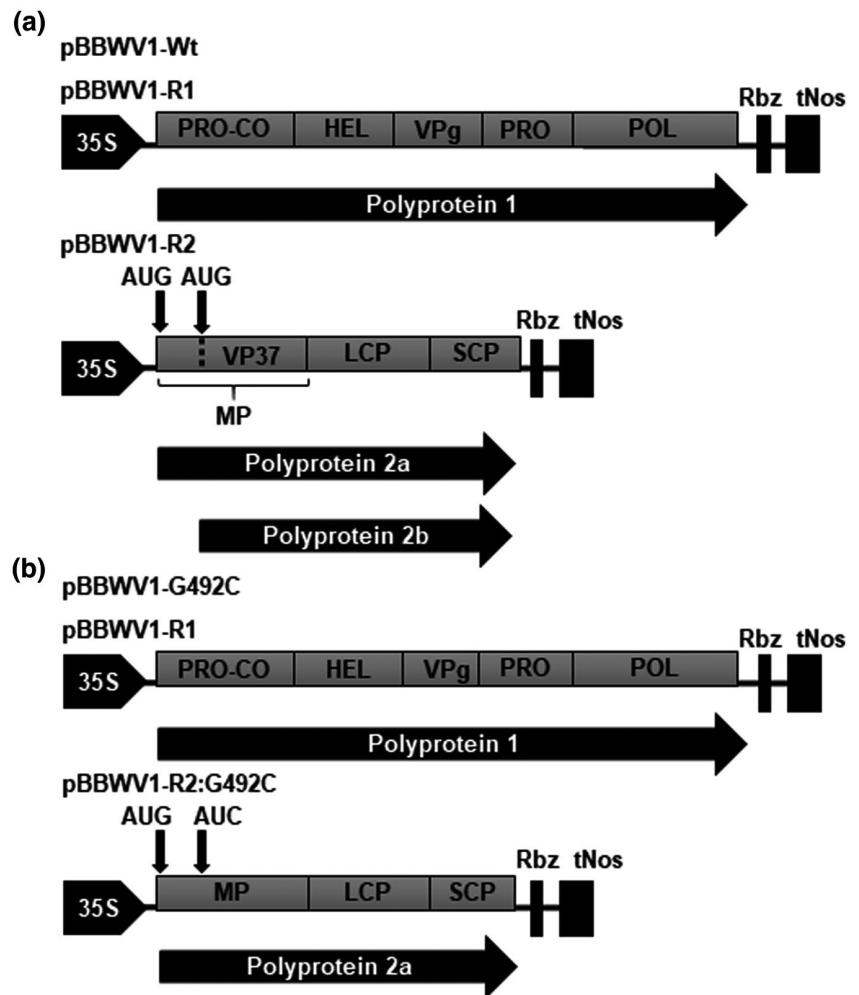 (a)
pBBWV1-Wt
pBBWV1-R1
Rbz tNos
35S PRO-CO HEL VPg PRO POL
Polyprotein 1
pBBWV1-R2
AUG AUG
Rbz tNos
35S VP37 LCP SCP
MP
Polyprotein 2a
Polyprotein 2b
(b)
pBBWV1-G492C
pBBWV1-R1
Rbz tNos
35S PRO-CO HEL VPg PRO POL
Polyprotein 1
pBBWV1-R2:G492C
AUG AUC
Rbz tNos
35S MP LCP SCP
Polyprotein 2a